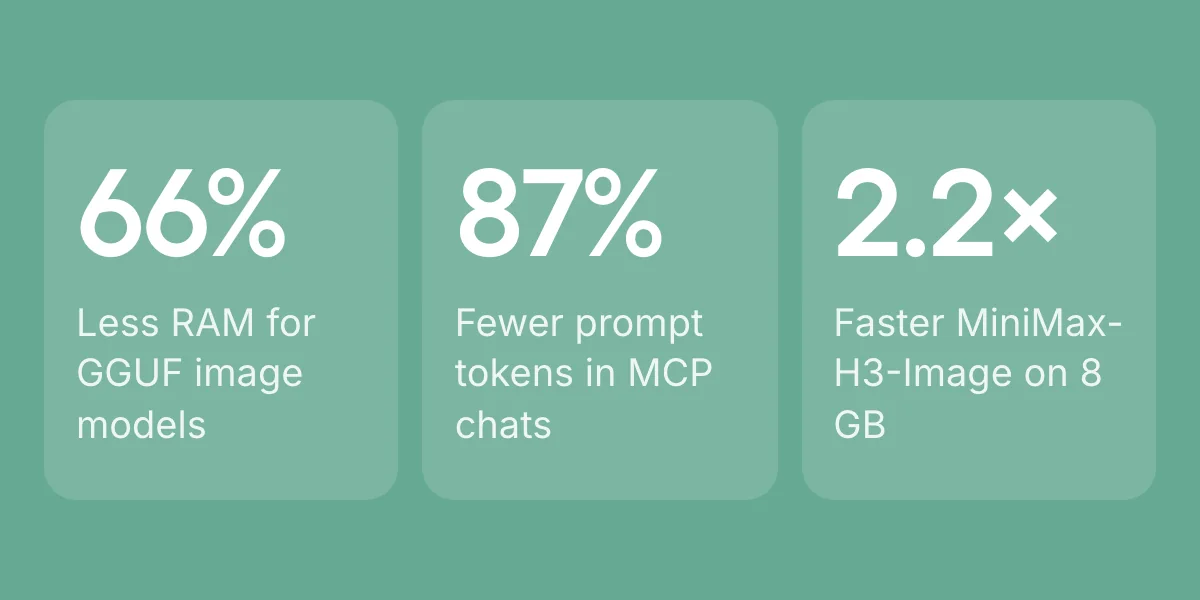 66%
Less RAM for
GGUF image
models
87%
Fewer prompt
tokens in MCP
chats
2.2×
Faster MiniMax-
H3-Image on 8
GB